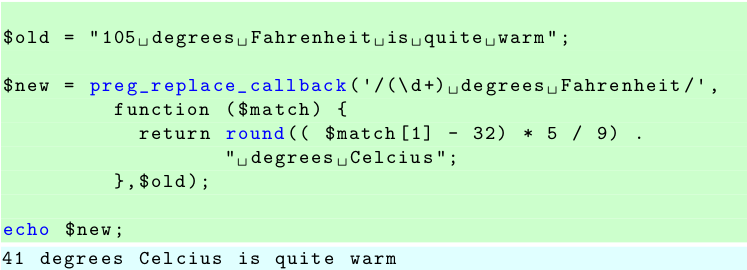 $old = "105␣degrees␣Fahrenheit␣is␣quite␣warm";
$new = preg_replace_callback('/(\d+)␣degrees␣Fahrenheit/',
function ($match) {
return round(( $match[1] - 32) * 5 / 9) .
"␣degrees␣Celcius";
},$old);
echo $new;
41 degrees Celcius is quite warm